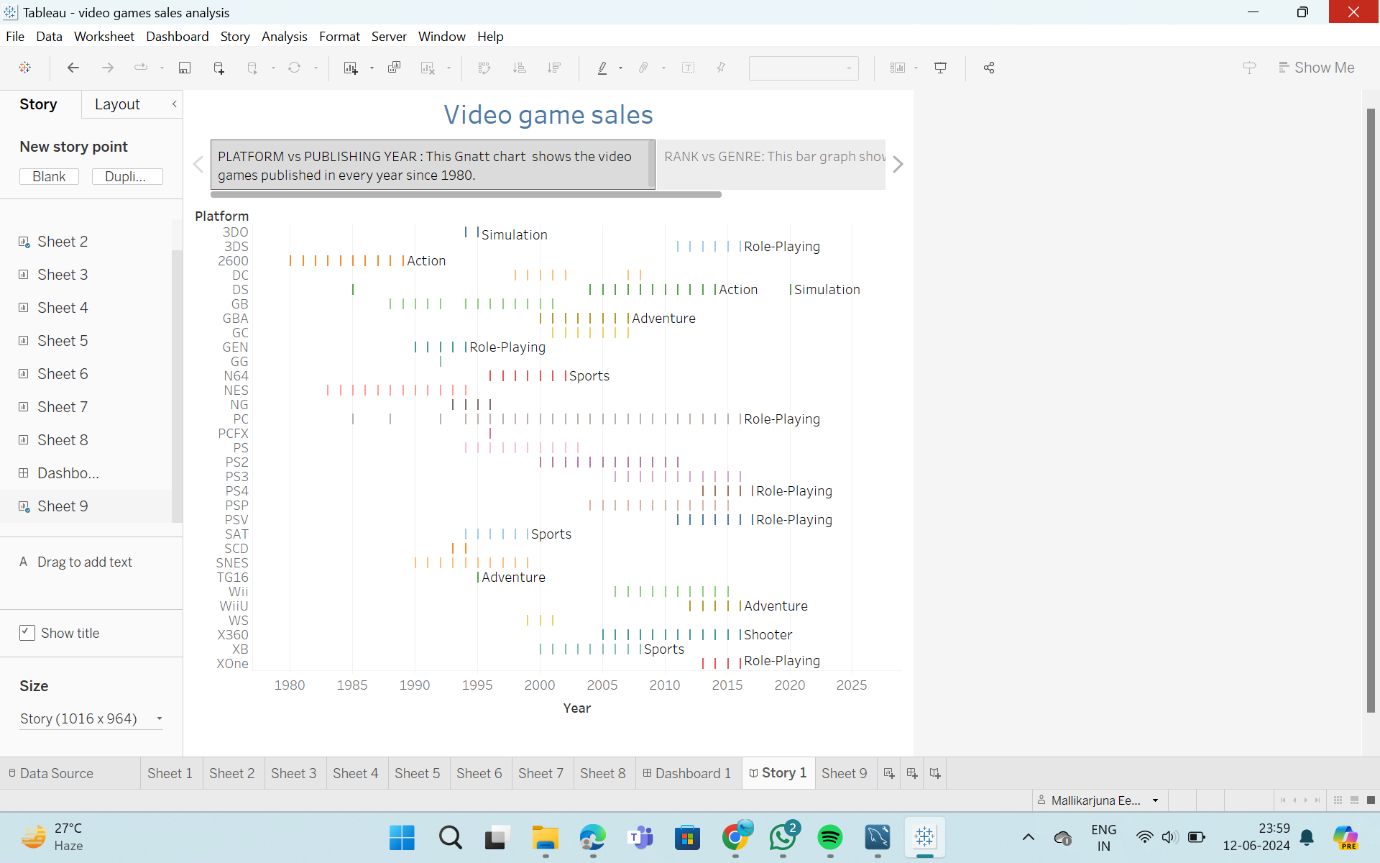 Tableau - video games sales analysis
File Data Worksheet Dashboard Story Analysis Format Server Window Help
Show Me
Story Layout
New story point
Blank Dupli...
Sheet 2
Sheet 3
Sheet 4
Sheet 5
Sheet 6
Sheet 7
Sheet 8
Dashbo...
Sheet 9
A Drag to add text
Show title
Size
Story (1016 x 964)
Video game sales
PLATFORM vs PUBLISHING YEAR : This Gnatt chart shows the video
games published in every year since 1980.
RANK vs GENRE: This bar graph show
Platform
3DO Simulation
3DS Role-Playing
2600 Action
DC
DS Action Simulation
GB
GBA Adventure
GC
GEN Role-Playing
GG
N64 Sports
NES
NG
PC Role-Playing
PCFX
PS
PS2
PS3
PS4 Role-Playing
PSP
PSV Role-Playing
SAT Sports
SCD
SNES
TG16 Adventure
Wii
WiiU Adventure
WS
X360 Shooter
XB Sports
XOne Role-Playing
1980 1985 1990 1995 2000 2005 2010 2015 2020 2025
Year
Data Source Sheet 1 Sheet 2 Sheet 3 Sheet 4 Sheet 5 Sheet 6 Sheet 7 Sheet 8 Dashboard 1 Story 1 Sheet 9
Mallikarjuna Ee...
27°C
Haze
2
ENG
IN
23:59
12-06-2024
PRE